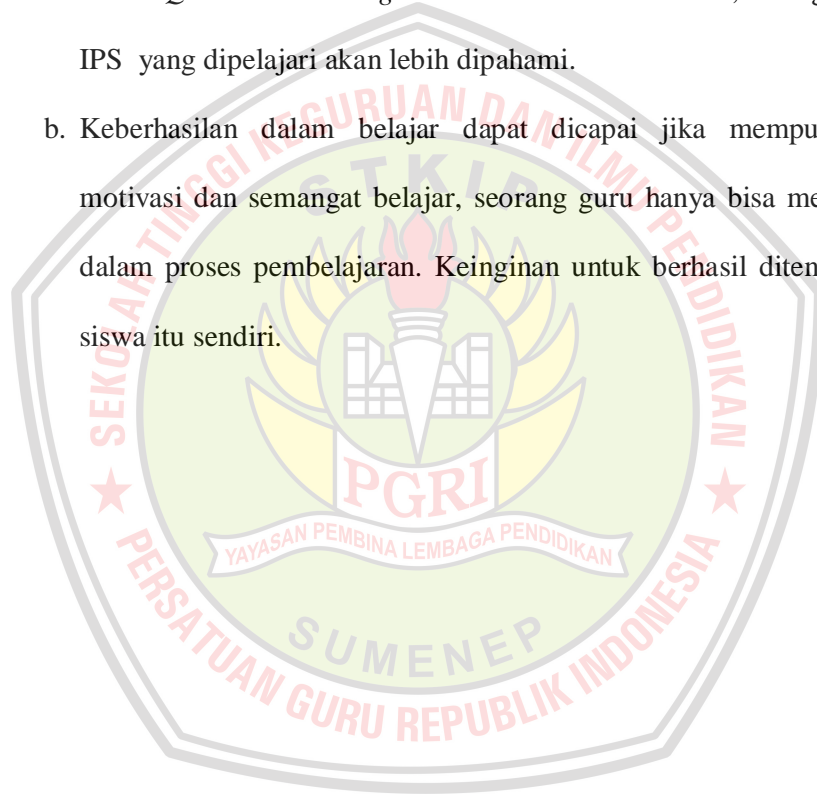 IPS yang dipelajari akan lebih dipahami.
b. Keberhasilan dalam belajar dapat dicapai jika mempu
motivasi dan semangat belajar, seorang guru hanya bisa me
dalam proses pembelajaran. Keinginan untuk berhasil diten
siswa itu sendiri.
SEKOLAH TINGGI KEGURUAN DAN ILMU PENDIDIKAN
STKIP
PGRI
YAYASAN PEMBINA LEMBAGA PENDIDIKAN
SUMENEP
PERSATUAN GURU REPUBLIK INDONESIA